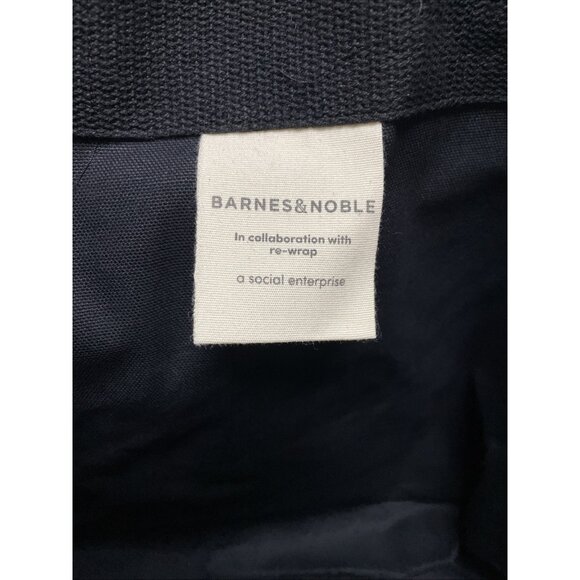 BARNES&NOBLE
In collaboration with
re-wrap
a social enterprise